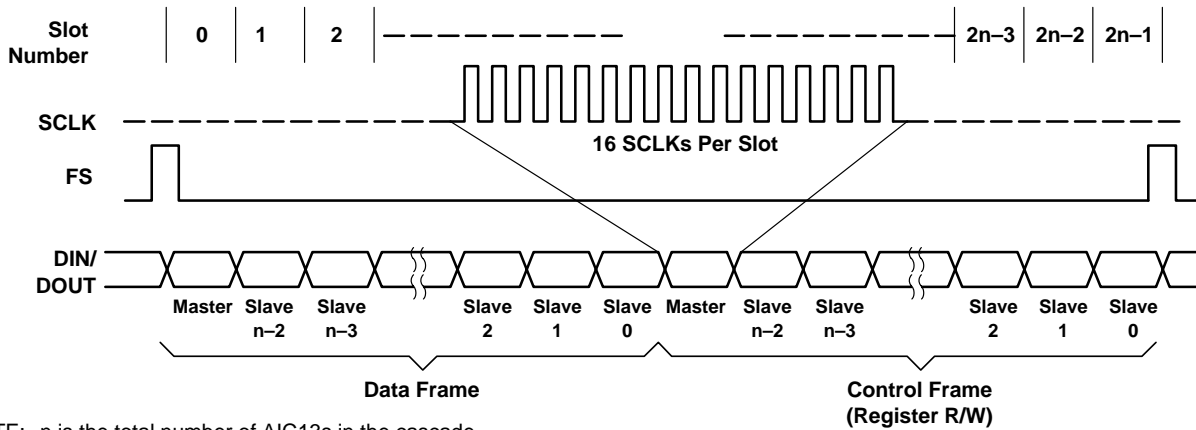 Slot Number 0 1 2 2n–3 2n–2 2n–1
SCLK
16 SCLKs Per Slot
FS
DIN/
DOUT
Master Slave n–2 Slave n–3 Slave 2 Slave 1 Slave 0 Master Slave n–2 Slave n–3 Slave 2 Slave 1 Slave 0
Data Frame
Control Frame
(Register R/W)
n is the total number of AIC13s in the cascade